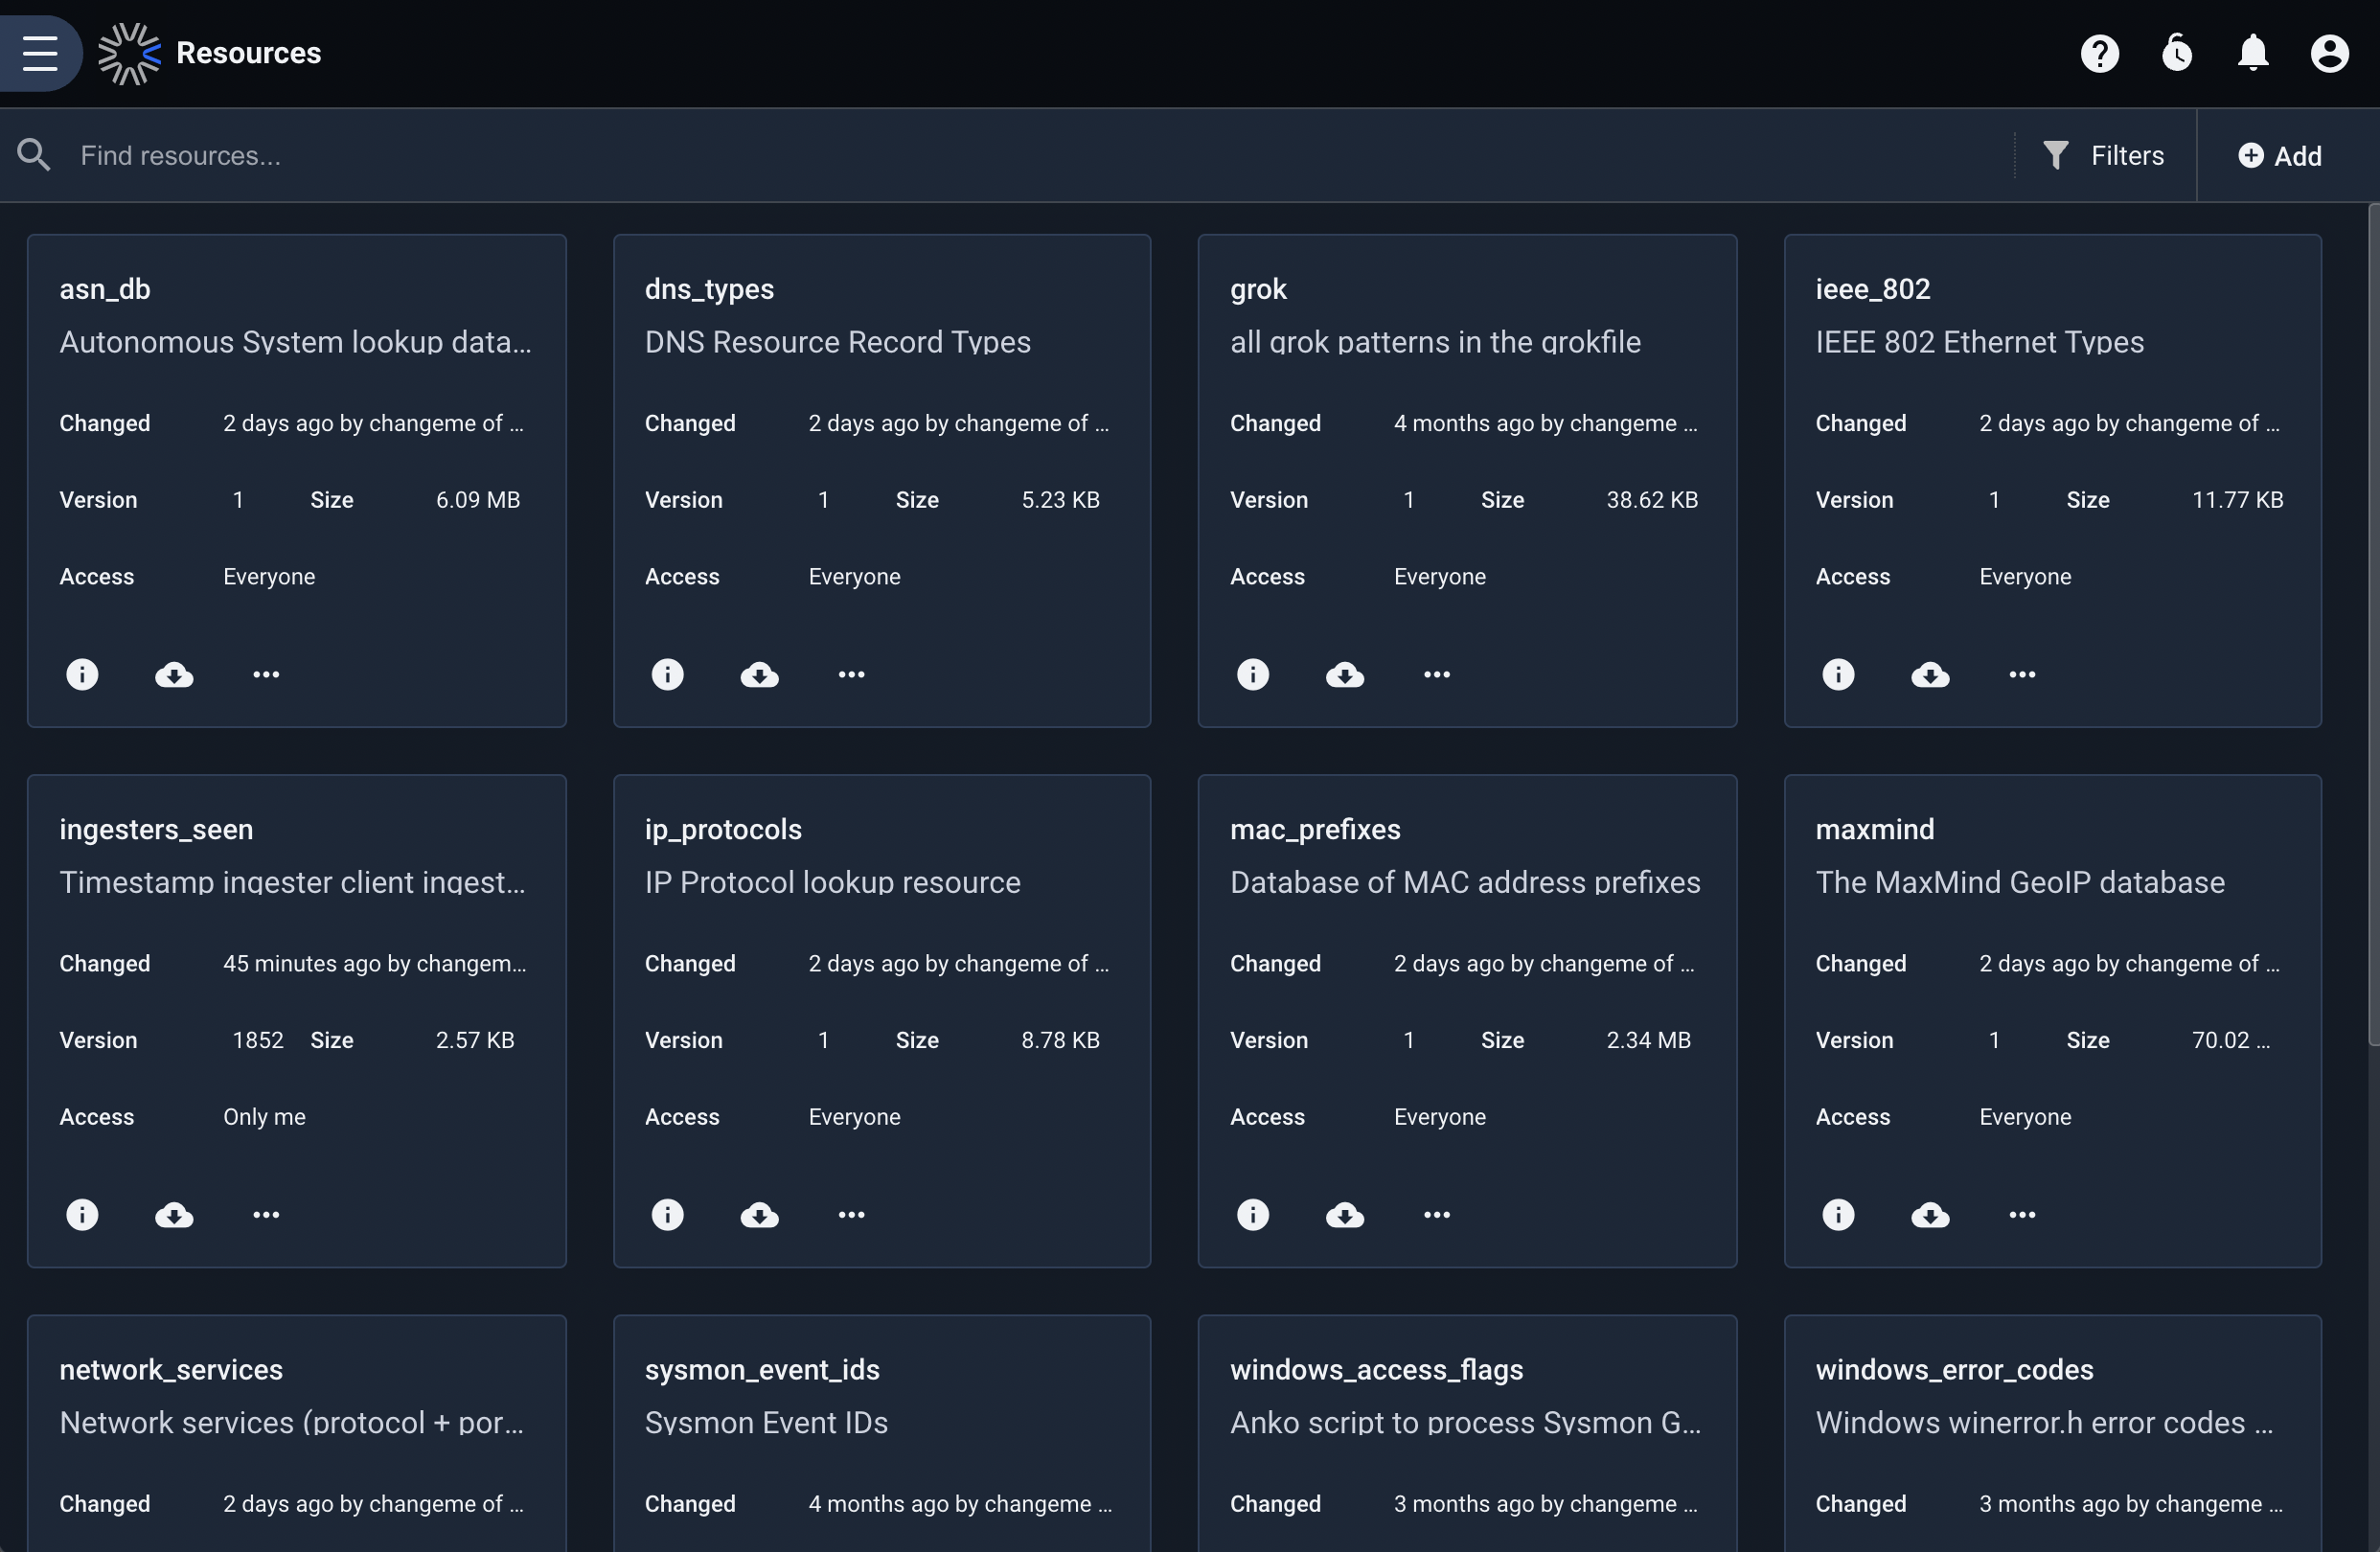 Resources
Find resources...
Filters
Add
asn_db
Autonomous System lookup data...
Changed 2 days ago by changeme of ...
Version 1 Size 6.09 MB
Access Everyone
dns_types
DNS Resource Record Types
Changed 2 days ago by changeme of ...
Version 1 Size 5.23 KB
Access Everyone
grok
all grok patterns in the grokfile
Changed 4 months ago by changeme ...
Version 1 Size 38.62 KB
Access Everyone
ieee_802
IEEE 802 Ethernet Types
Changed 2 days ago by changeme of ...
Version 1 Size 11.77 KB
Access Everyone
ingesters_seen
Timestamp ingester client ingest...
Changed 45 minutes ago by changem...
Version 1852 Size 2.57 KB
Access Only me
ip_protocols
IP Protocol lookup resource
Changed 2 days ago by changeme of ...
Version 1 Size 8.78 KB
Access Everyone
mac_prefixes
Database of MAC address prefixes
Changed 2 days ago by changeme of ...
Version 1 Size 2.34 MB
Access Everyone
maxmind
The MaxMind GeoIP database
Changed 2 days ago by changeme of ...
Version 1 Size 70.02 ...
Access Everyone
network_services
Network services (protocol + por...
Changed 2 days ago by changeme of ...
sysmon_event_ids
Sysmon Event IDs
Changed 4 months ago by changeme ...
windows_access_flags
Anko script to process Sysmon G...
Changed 3 months ago by changeme ...
windows_error_codes
Windows winerror.h error codes ...
Changed 3 months ago by changeme ...